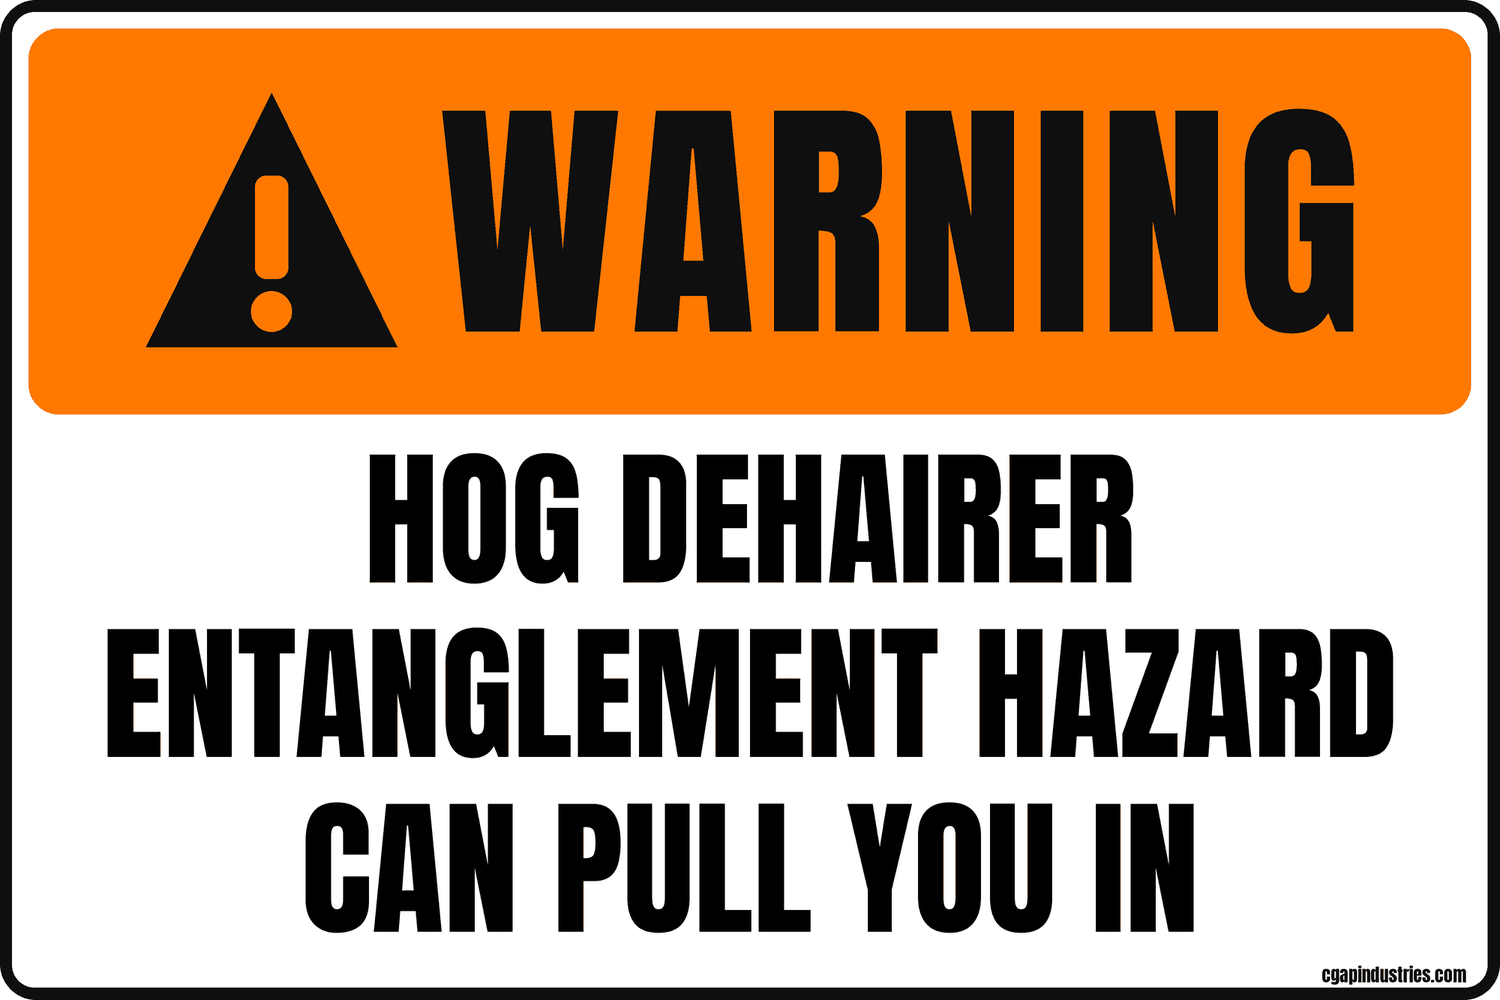 WARNING
HOG DEHAIRER
ENTANGLEMENT HAZARD
CAN PULL YOU IN
cgapindustries.com